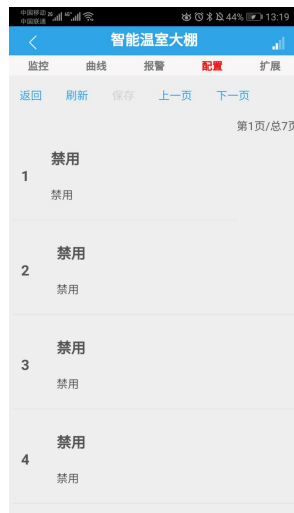 中国移动 26 46 44% 13:19
中国联通
智能温室大棚
监控 曲线 报警 配置 扩展
返回 刷新 保存 上一页 下一页
第1页/总7页
禁用
1
禁用
禁用
2
禁用
禁用
3
禁用
禁用
4
禁用